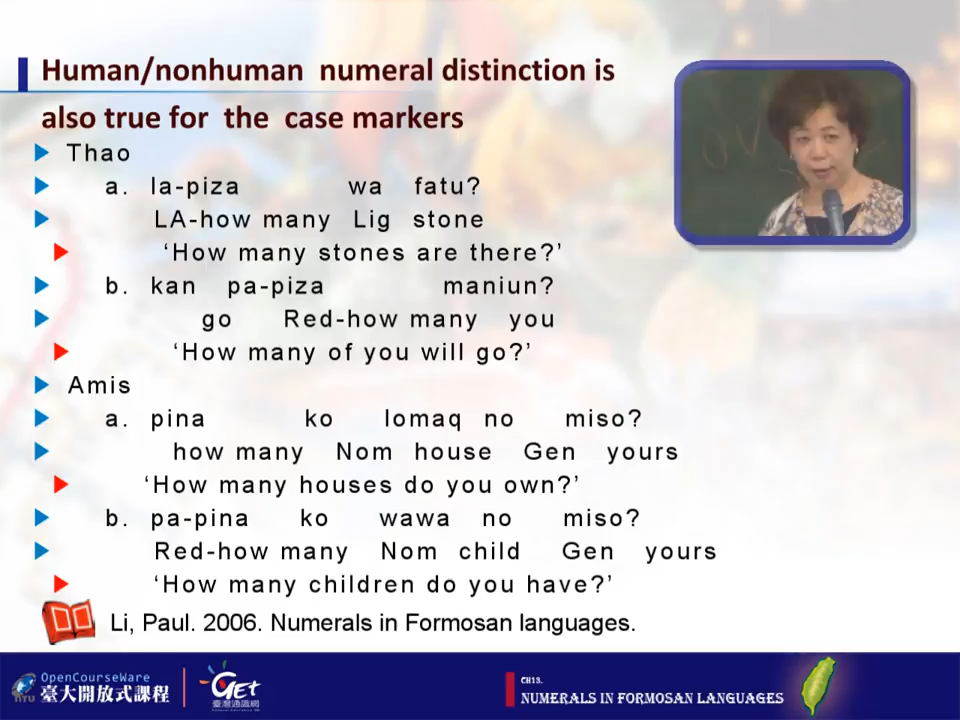 Human/nonhuman numeral distinction is
also true for the case markers
Thao
a. la-piza wa fatu?
LA-how many Lig stone
‘How many stones are there?’
b. kan pa-piza maniun?
go Red-how many you
‘How many of you will go?’
Amis
a. pina ko lomaq no miso?
how many Nom house Gen yours
‘How many houses do you own?’
b. pa-pina ko wawa no miso?
Red-how many Nom child Gen yours
‘How many children do you have?’
Li, Paul. 2006. Numerals in Formosan languages.
OpenCourseWare
臺大開放式課程
NTU
GET
臺灣通識網
CH13.
NUMERALS IN FORMOSAN LANGUAGES